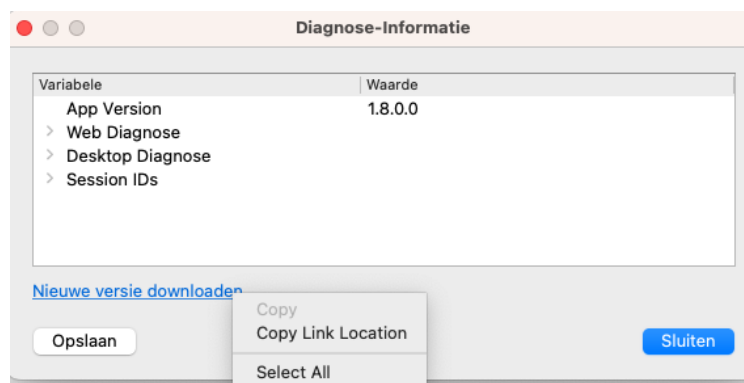 Diagnose-Informatie
Variabele Waarde
App Version 1.8.0.0
Web Diagnose
Desktop Diagnose
Session IDs
Nieuwe versie downloaden
Copy
Copy Link Location
Opslaan Sluiten
Select All